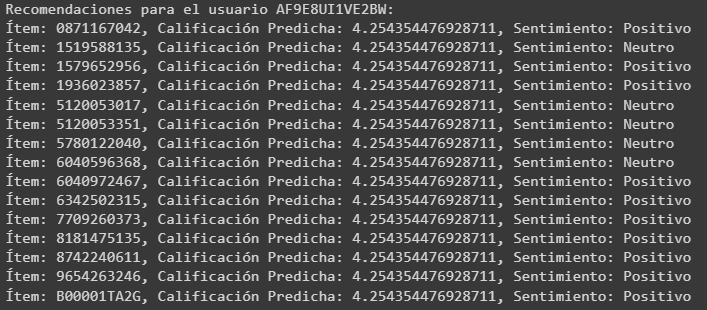 Recomendaciones para el usuario AF9E8UI1VE2BW:
Ítem: 0871167042, Calificación Predicha: 4.254354476928711, Sentimiento: Positivo
Ítem: 1519588135, Calificación Predicha: 4.254354476928711, Sentimiento: Neutro
Ítem: 1579652956, Calificación Predicha: 4.254354476928711, Sentimiento: Positivo
Ítem: 1936023857, Calificación Predicha: 4.254354476928711, Sentimiento: Positivo
Ítem: 5120053017, Calificación Predicha: 4.254354476928711, Sentimiento: Neutro
Ítem: 5120053351, Calificación Predicha: 4.254354476928711, Sentimiento: Neutro
Ítem: 5780122040, Calificación Predicha: 4.254354476928711, Sentimiento: Neutro
Ítem: 6040596368, Calificación Predicha: 4.254354476928711, Sentimiento: Neutro
Ítem: 6040972467, Calificación Predicha: 4.254354476928711, Sentimiento: Positivo
Ítem: 6342502315, Calificación Predicha: 4.254354476928711, Sentimiento: Positivo
Ítem: 7709260373, Calificación Predicha: 4.254354476928711, Sentimiento: Positivo
Ítem: 8181475135, Calificación Predicha: 4.254354476928711, Sentimiento: Positivo
Ítem: 8742240611, Calificación Predicha: 4.254354476928711, Sentimiento: Positivo
Ítem: 9654263246, Calificación Predicha: 4.254354476928711, Sentimiento: Positivo
Ítem: B00001TA2G, Calificación Predicha: 4.254354476928711, Sentimiento: Positivo